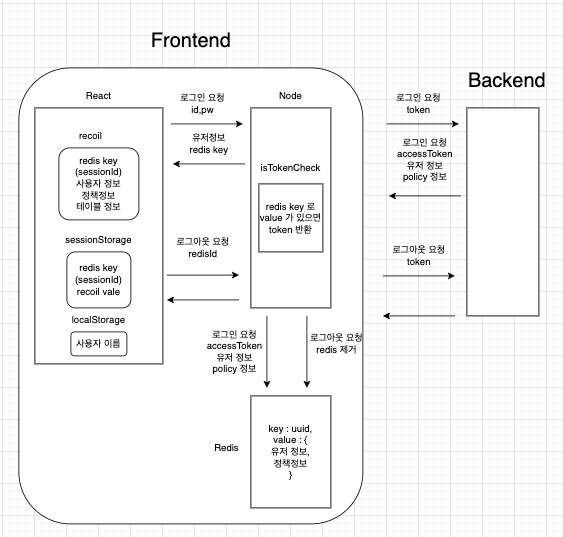 Frontend
Backend
React
Node
recoil
redis key
(sessionId)
사용자 정보
정책정보
테이블 정보
sessionStorage
redis key
(sessionId)
recoil vale
localStorage
사용자 이름
로그인 요청
id,pw
유저정보
redis key
로그아웃 요청
redisId
isTokenCheck
redis key 로
value 가 있으면
token 반환
로그인 요청
token
로그인 요청
accessToken
유저 정보
policy 정보
로그아웃 요청
token
로그인 요청
accessToken
유저 정보
policy 정보
로그아웃 요청
redis 제거
Redis
key : uuid,
value : {
유저 정보,
정책정보
}